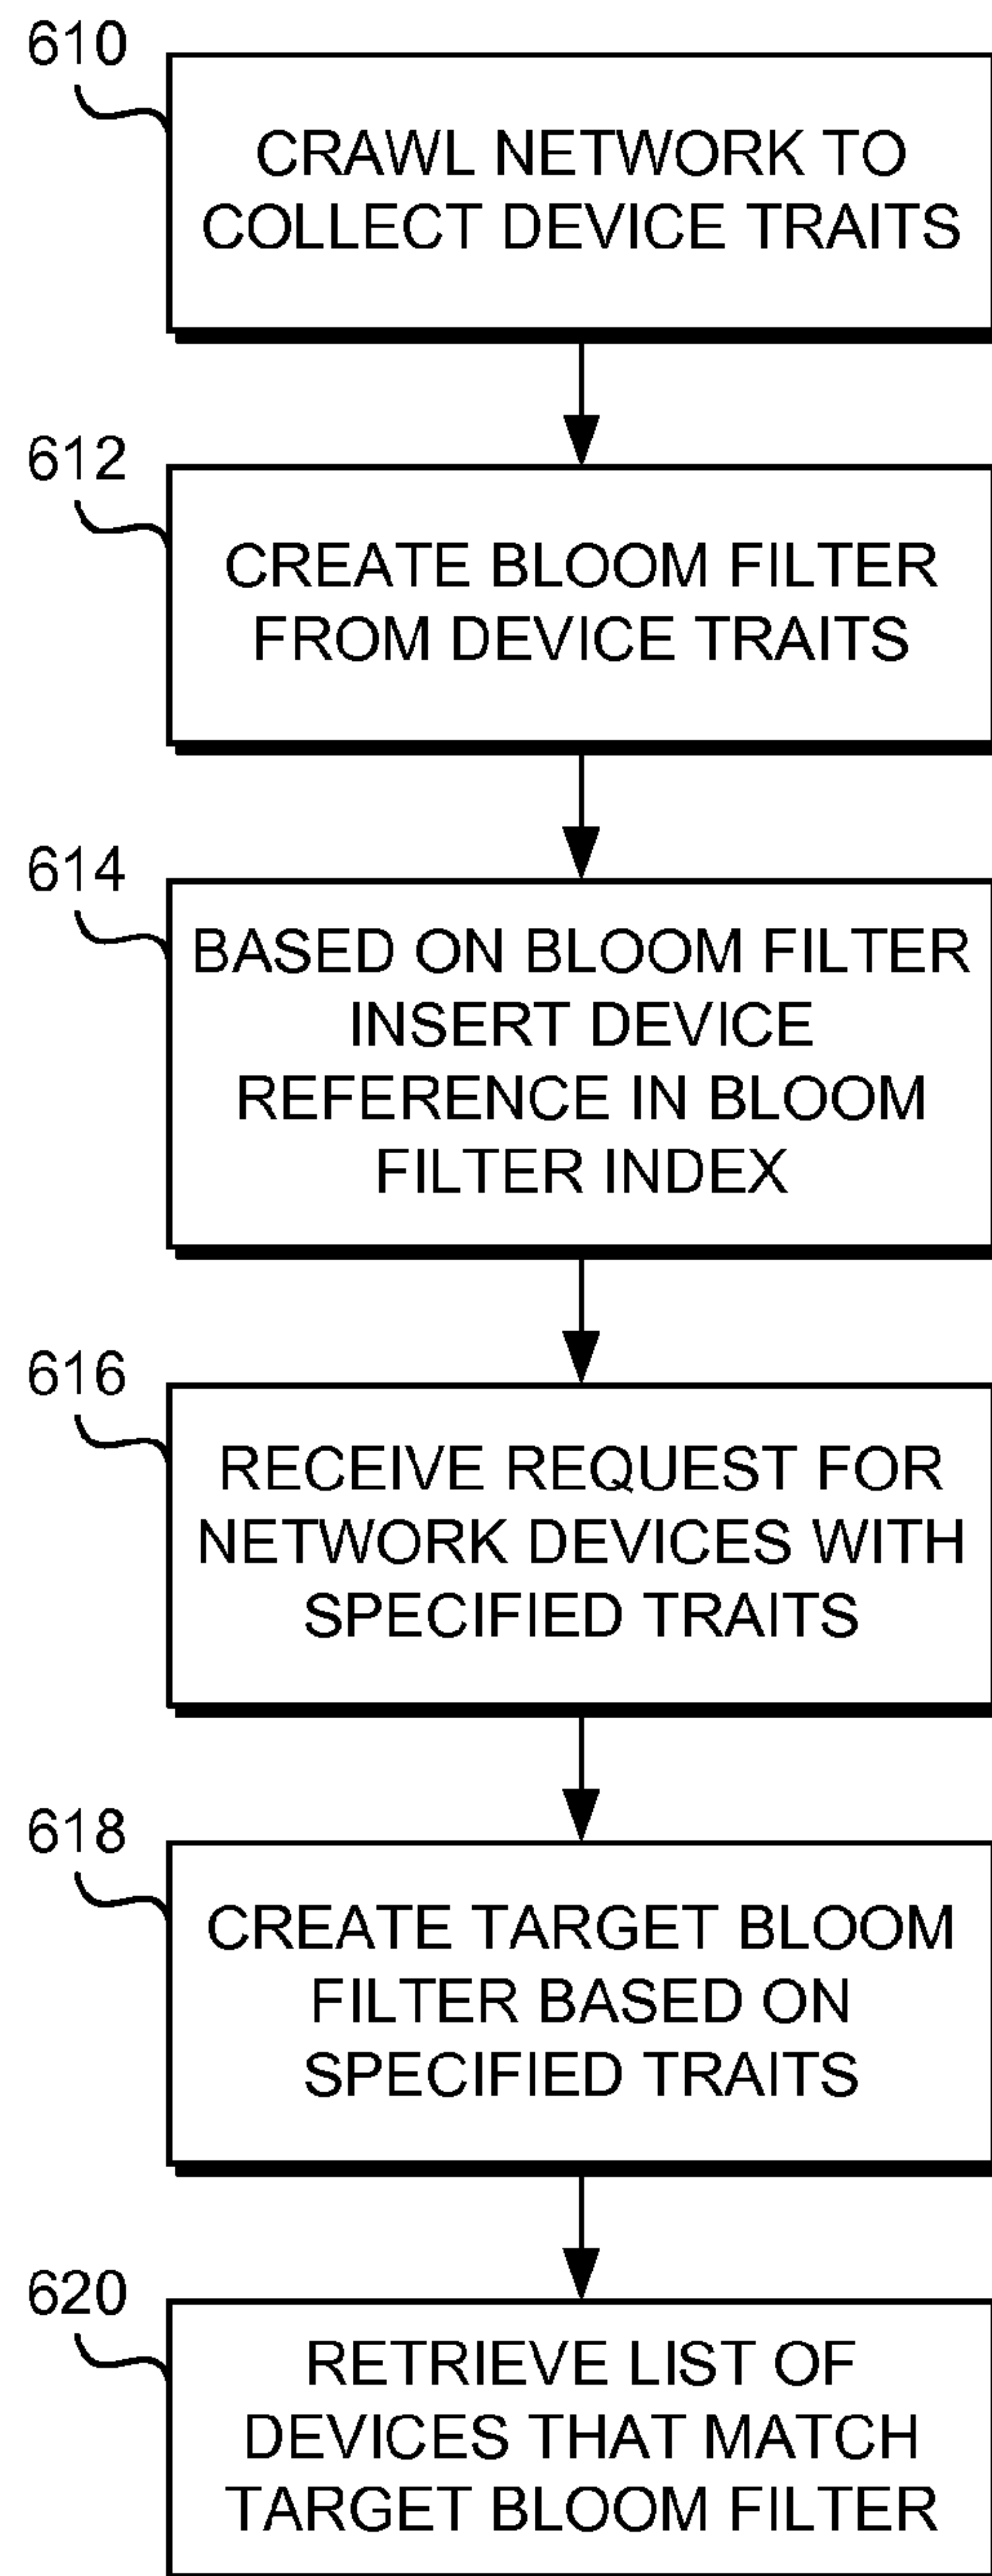 610
CRAWL NETWORK TO
COLLECT DEVICE TRAITS
612
CREATE BLOOM FILTER
FROM DEVICE TRAITS
614
BASED ON BLOOM FILTER
INSERT DEVICE
REFERENCE IN BLOOM
FILTER INDEX
616
RECEIVE REQUEST FOR
NETWORK DEVICES WITH
SPECIFIED TRAITS
618
CREATE TARGET BLOOM
FILTER BASED ON
SPECIFIED TRAITS
620
RETRIEVE LIST OF
DEVICES THAT MATCH
TARGET BLOOM FILTER